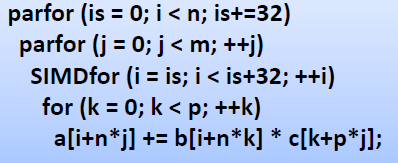 parfor (is = 0; i < n; is+=32)
parfor (j = 0; j < m; ++j)
SIMDfor (i = is; i < is+32; ++i)
for (k = 0; k < p; ++k)
a[i+n*j] += b[i+n*k] * c[k+p*j];